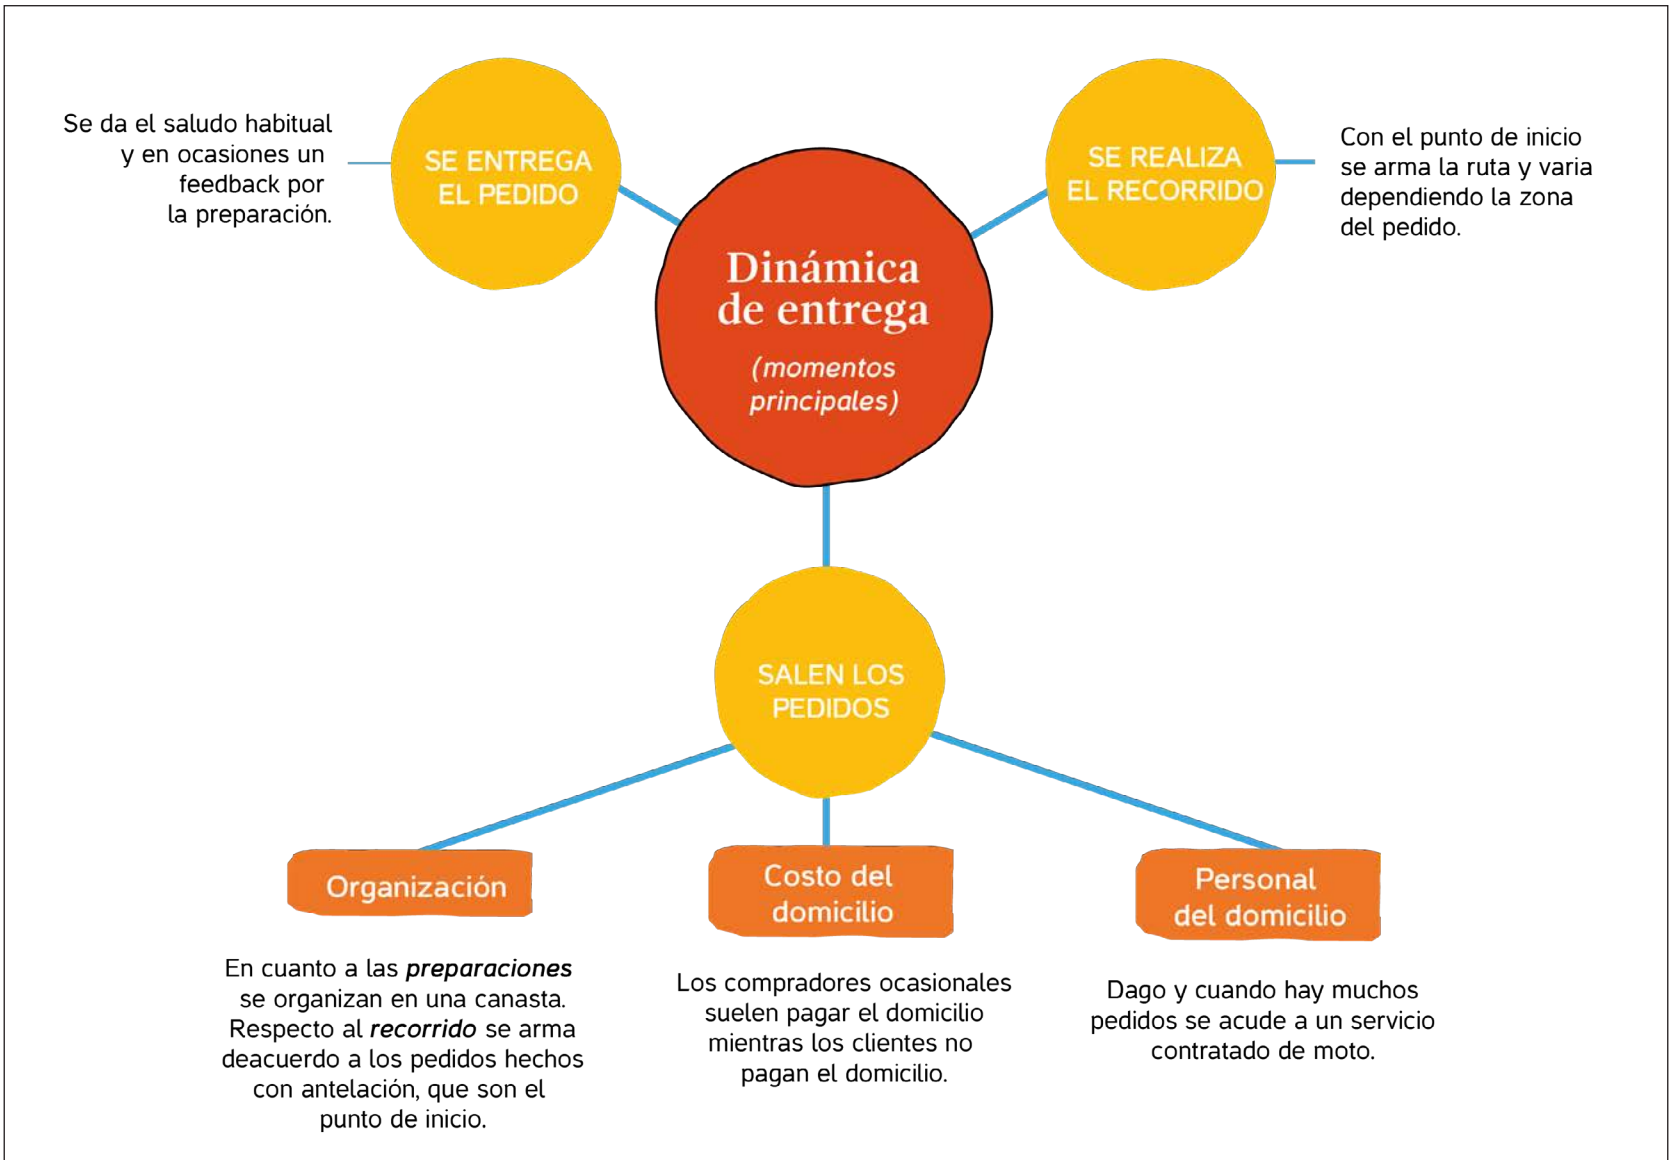 Se da el saludo habitual
y en ocasiones un
feedback por
la preparación.
SE ENTREGA
EL PEDIDO
Dinámica
de entrega
(momentos
principales)
SE REALIZA
EL RECORRIDO
Con el punto de inicio
se arma la ruta y varia
dependiendo la zona
del pedido.
SALEN LOS
PEDIDOS
Organización
En cuanto a las preparaciones
se organizan en una canasta.
Respecto al recorrido se arma
deacuerdo a los pedidos hechos
con antelación, que son el
punto de inicio.
Costo del
domicilio
Los compradores ocasionales
suelen pagar el domicilio
mientras los clientes no
pagan el domicilio.
Personal
del domicilio
Dago y cuando hay muchos
pedidos se acude a un servicio
contratado de moto.